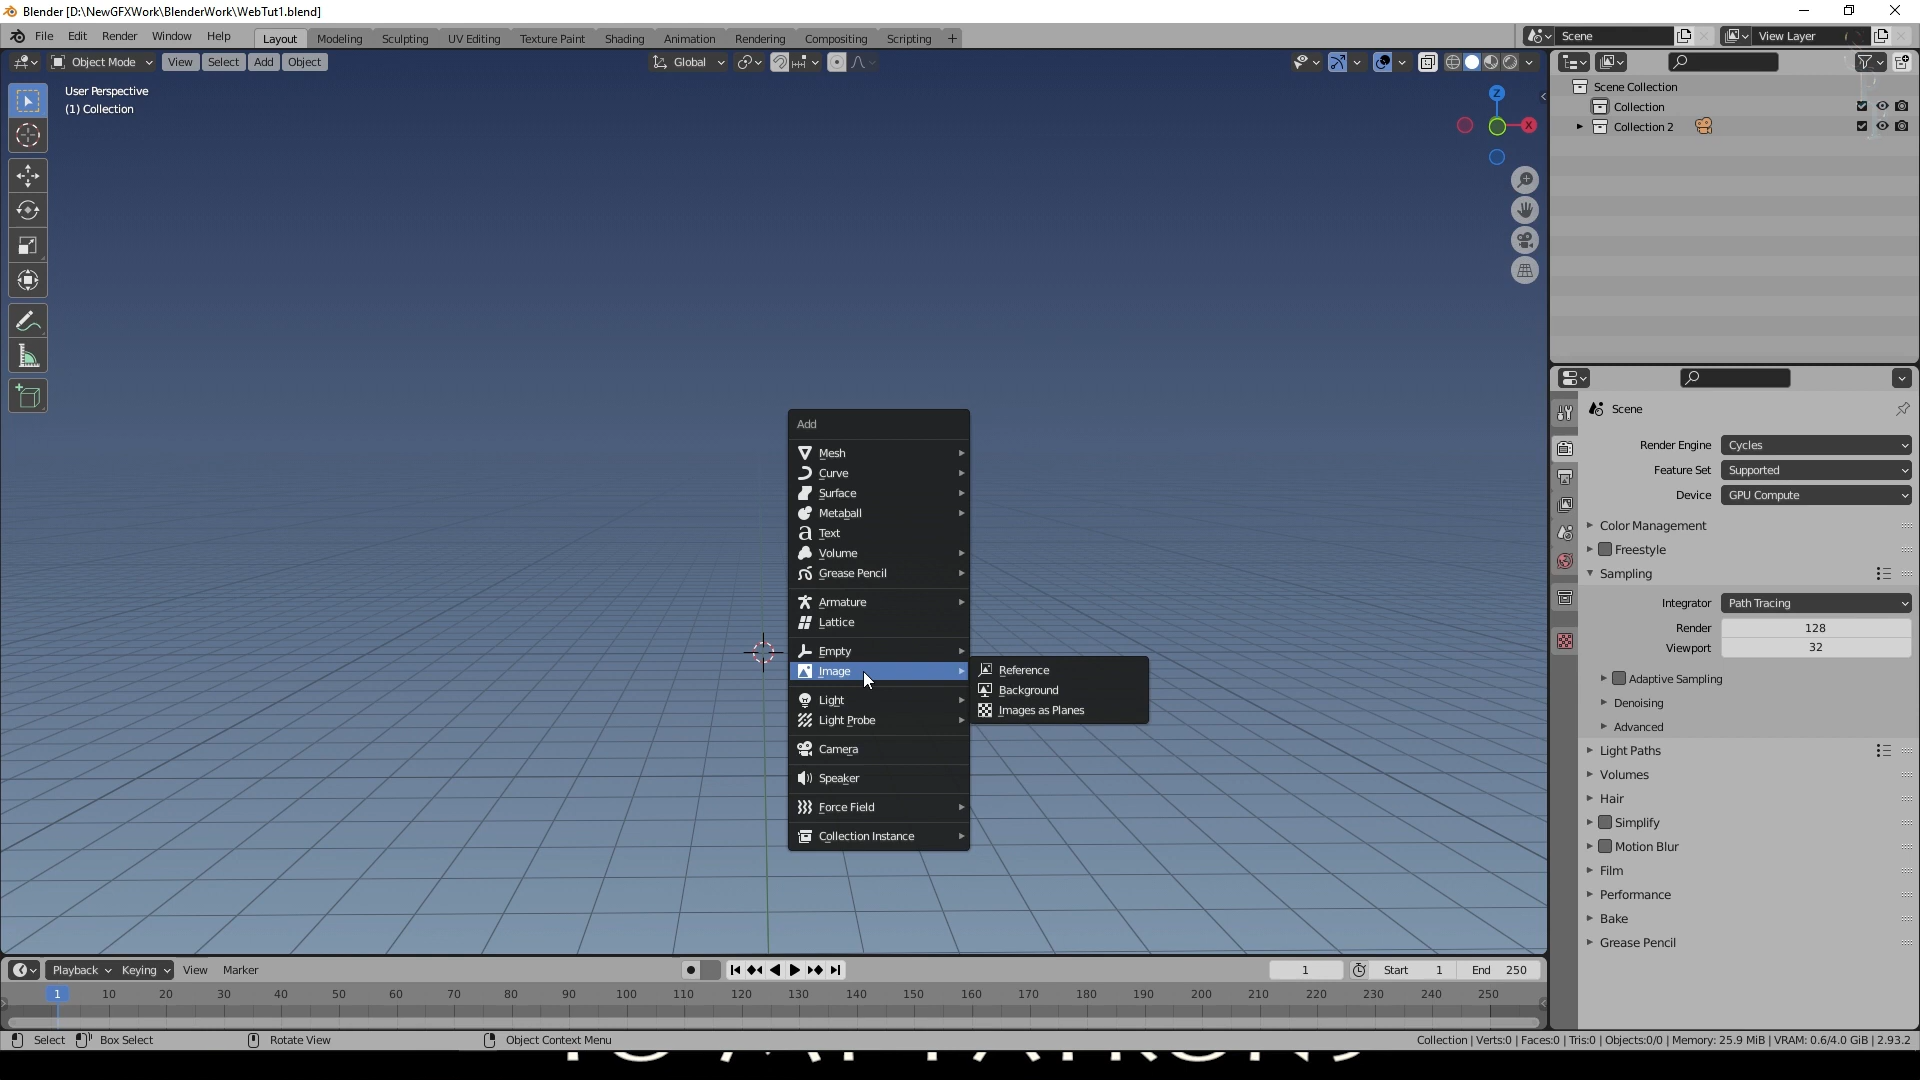 Blender [D:\NewGFXWork\BlenderWork\WebTut1.blend]
File Edit Render Window Help Layout Modeling Sculpting UV Editing Texture Paint Shading Animation Rendering Compositing Scripting + Scene View Layer
Object Mode View Select Add Object Global
User Perspective
(1) Collection
Z
X
Scene Collection
Collection
Collection 2
Add
Mesh
Curve
Surface
Metaball
Text
Volume
Grease Pencil
Armature
Lattice
Empty
Image
Light
Light Probe
Camera
Speaker
Force Field
Collection Instance
Reference
Background
Images as Planes
Scene
Render Engine Cycles
Feature Set Supported
Device GPU Compute
Color Management
Freestyle
Sampling
Integrator Path Tracing
Render 128
Viewport 32
Adaptive Sampling
Denoising
Advanced
Light Paths
Volumes
Hair
Simplify
Motion Blur
Film
Performance
Bake
Grease Pencil
Playback Keying View Marker 1 Start 1 End 250
1 10 20 30 40 50 60 70 80 90 100 110 120 130 140 150 160 170 180 190 200 210 220 230 240 250
Select Box Select Rotate View Object Context Menu Collection | Verts:0 | Faces:0 | Tris:0 | Objects:0/0 | Memory: 25.9 MiB | VRAM: 0.6/4.0 GiB | 2.93.2